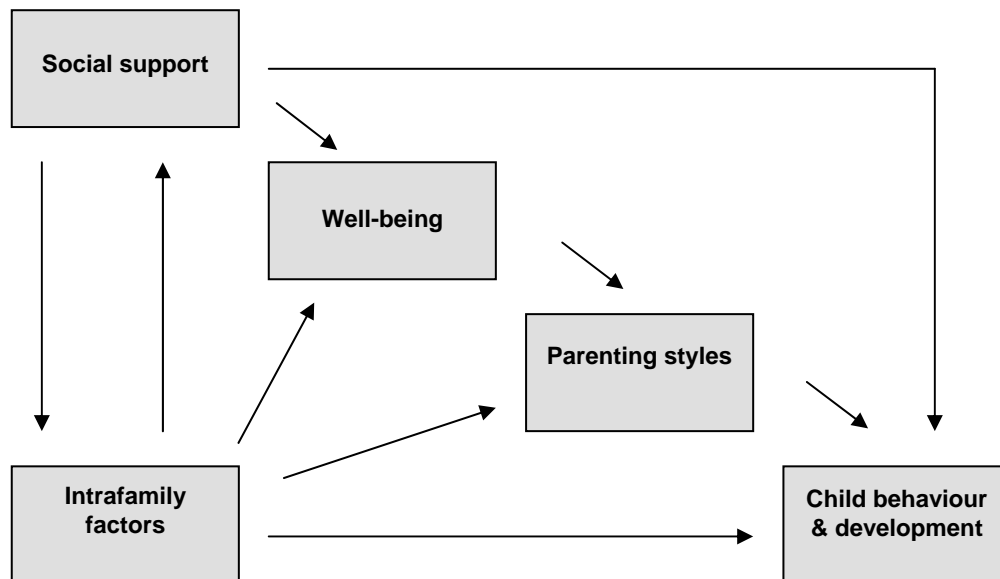 Social support
Well-being
Parenting styles
Intrafamily
factors
Child behaviour
& development